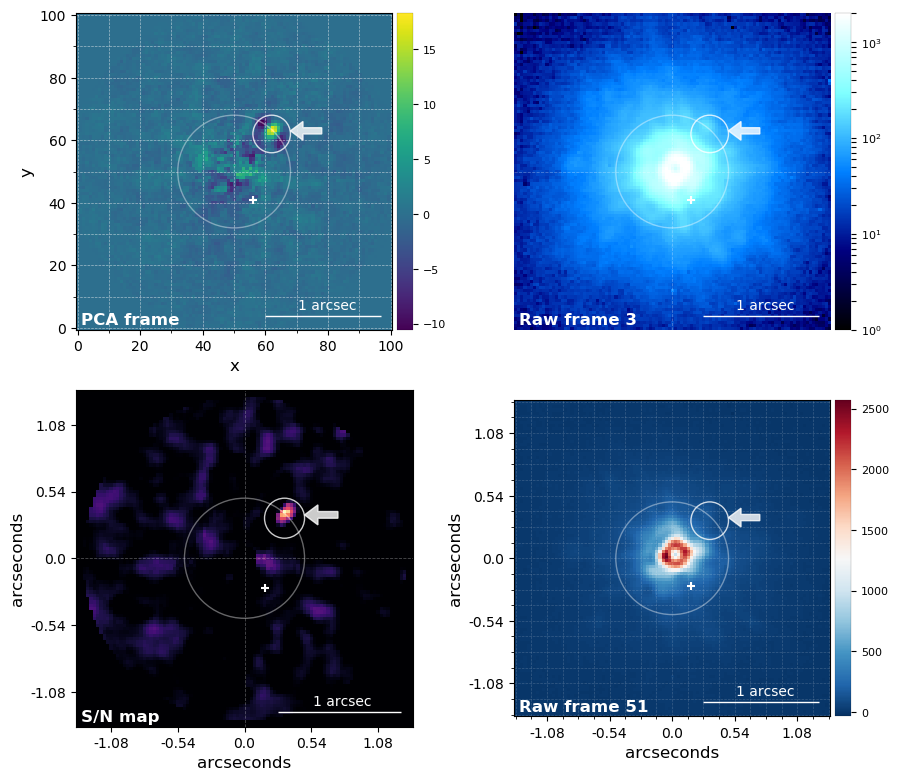 100
80
60
40
20
0
y
0 20 40 60 80 100
x
1 arcsec
PCA frame
15
10
5
0
−5
−10
1 arcsec
Raw frame 3
10³
10²
10¹
10⁰
1.08
0.54
0.0
-0.54
-1.08
arcseconds
-1.08 -0.54 0.0 0.54 1.08
arcseconds
1 arcsec
S/N map
1.08
0.54
0.0
-0.54
-1.08
arcseconds
-1.08 -0.54 0.0 0.54 1.08
arcseconds
1 arcsec
Raw frame 51
2500
2000
1500
1000
500
0